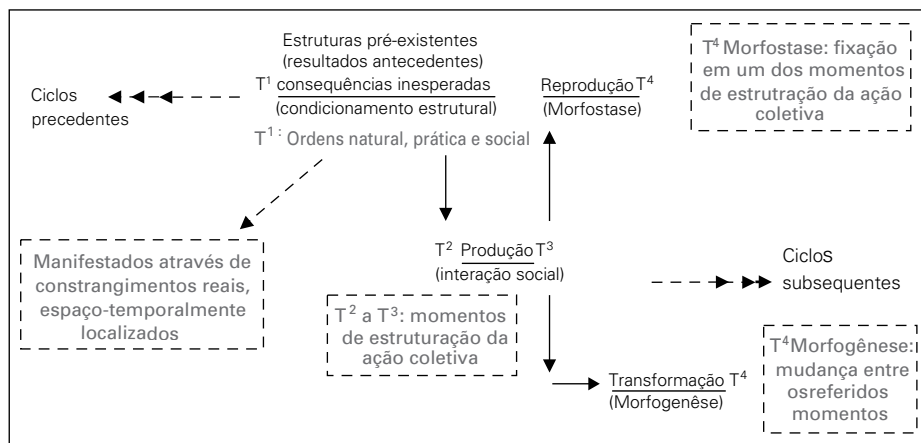 Estruturas pré-existentes
(resultados antecedentes)
T¹ consequências inesperadas
(condicionamento estrutural)
T¹ : Ordens natural, prática e social
Ciclos
precedentes
Reprodução T⁴
(Morfostase)
T⁴ Morfostase: fixação
em um dos momentos
de estrutração da ação
coletiva
Manifestados através de
constrangimentos reais,
espaço-temporalmente
localizados
T² Produção T³
(interação social)
T² a T³: momentos
de estruturação da
ação coletiva
Ciclos
subsequentes
Transformação T⁴
(Morfogenêse)
T⁴Morfogênese:
mudança entre
osreferidos
momentos